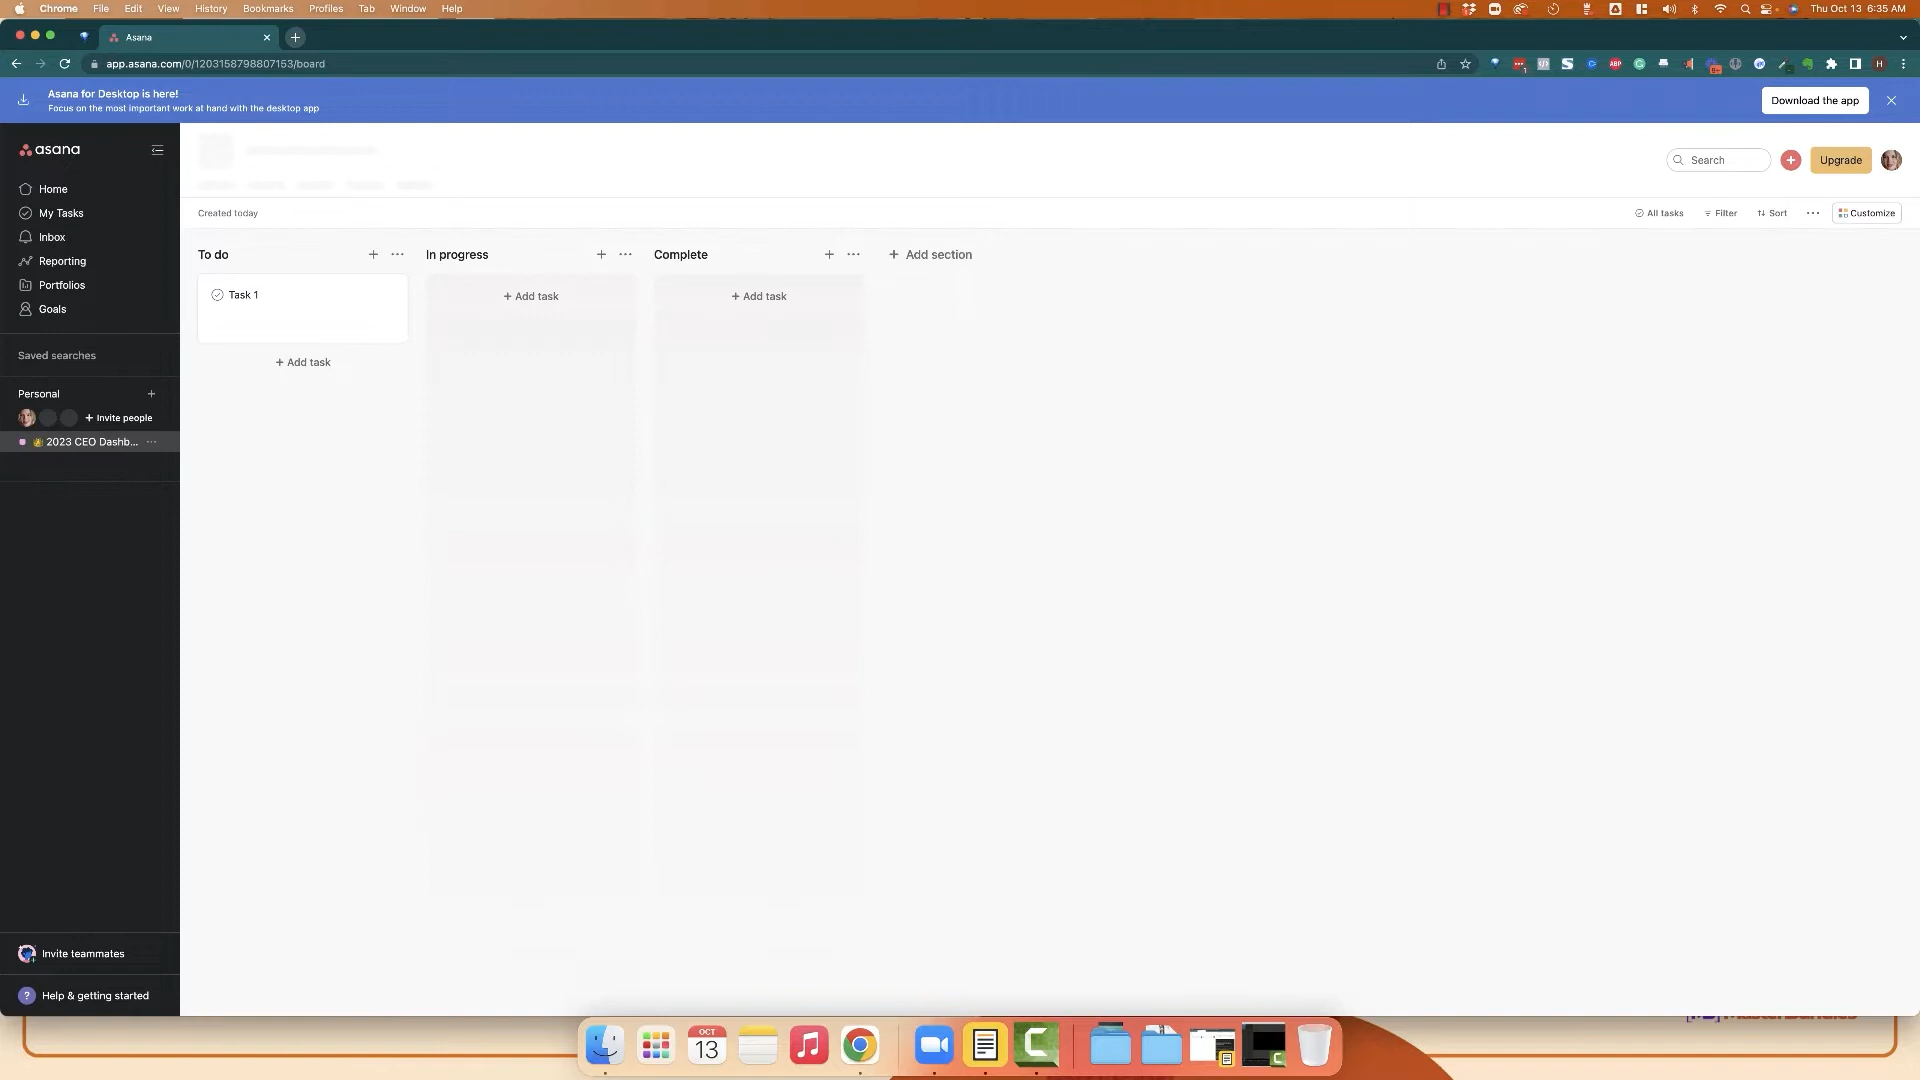 Chrome File Edit View History Bookmarks Profiles Tab Window Help
Thu Oct 13 6:35 AM
Asana
app.asana.com/0/1203158798807153/board
Asana for Desktop is here!
Focus on the most important work at hand with the desktop app
Download the app
asana
Search
Upgrade
Home
My Tasks
Inbox
Reporting
Portfolios
Goals
Saved searches
Personal
Invite people
2023 CEO Dashb...
Invite teammates
? Help & getting started
Created today
All tasks Filter Sort Customize
To do
Task 1
+ Add task
In progress
+ Add task
Complete
+ Add task
+ Add section
OCT
13